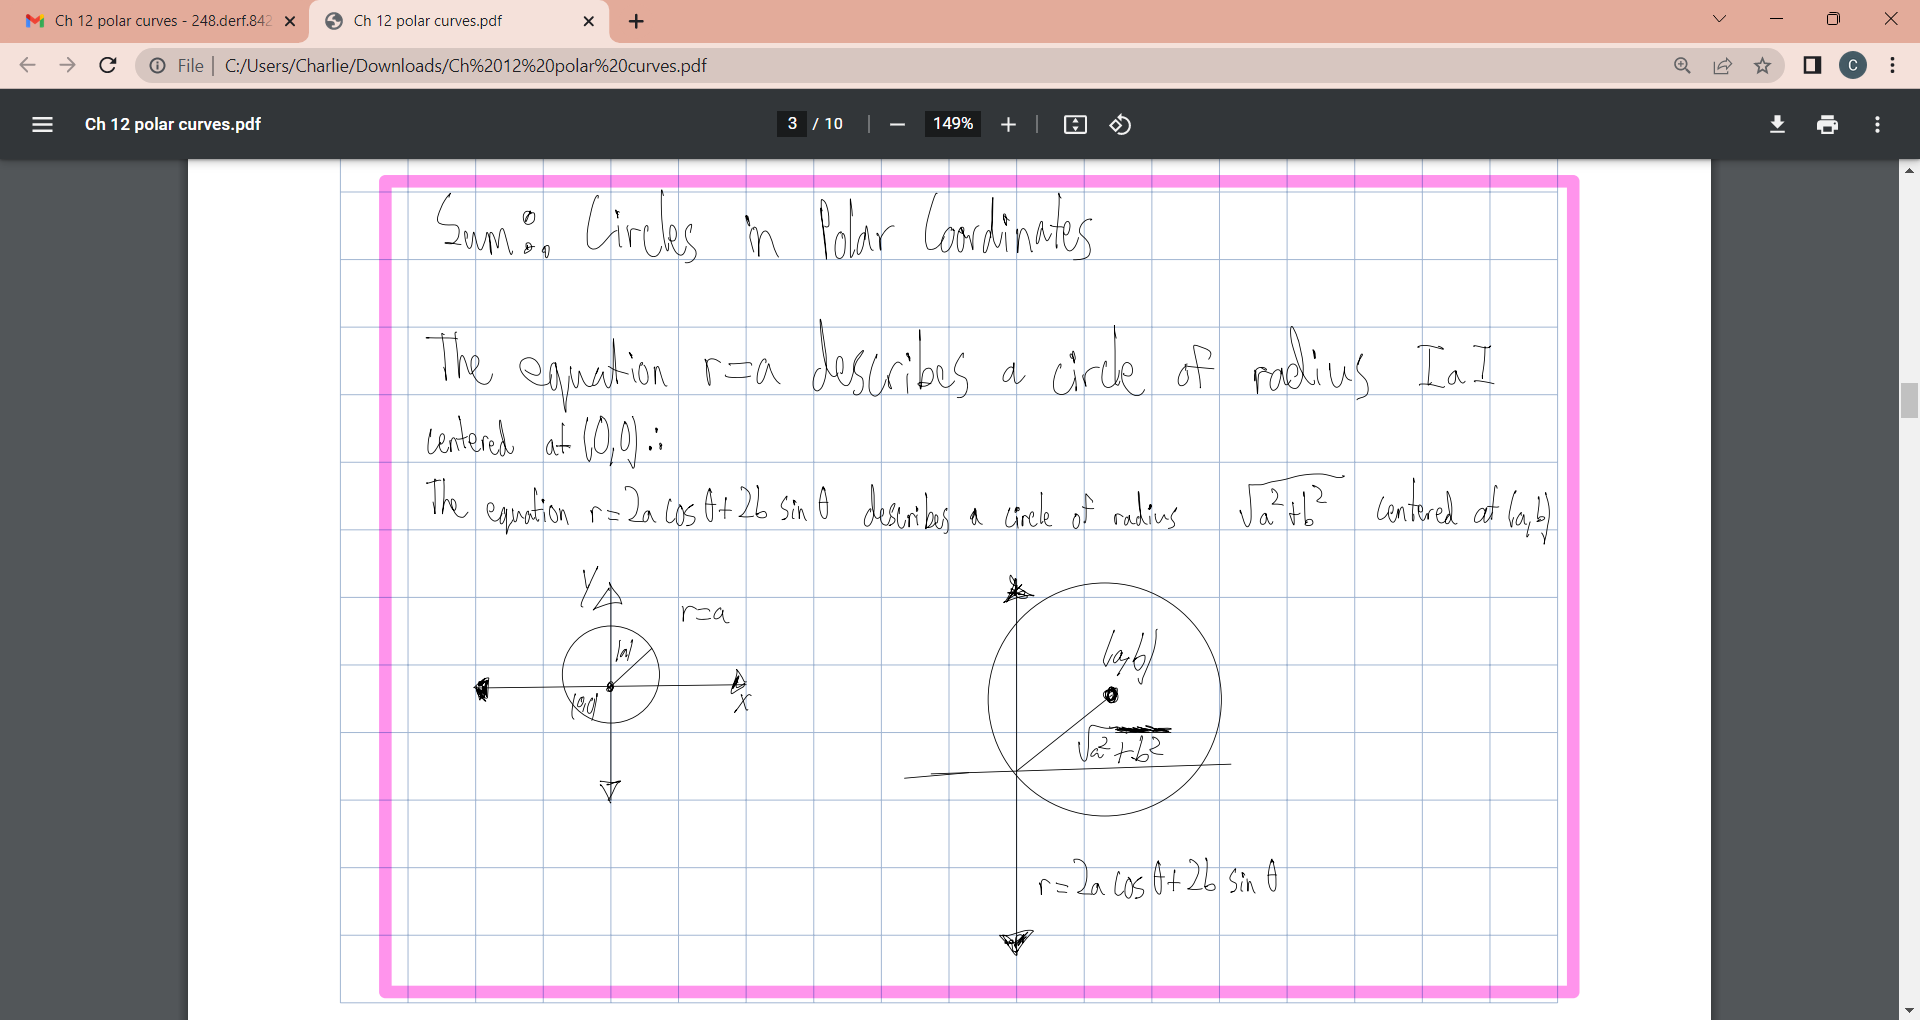 Ch 12 polar curves - 248.derf.842
Ch 12 polar curves.pdf
File | C:/Users/Charlie/Downloads/Ch%2012%20polar%20curves.pdf
C
Ch 12 polar curves.pdf
3 / 10
149%
Sum: Circles in Polar Coordinates
The equation r=a describes a circle of radius IaI
centered at (0,0) ∴
The equation r=2a cos θ+2b sin θ describes a circle of radius √a²+b² centered at (a,b)
y
r=a
|a|
(0,0)
x
(a,b)
√a²+b²
r=2a cos θ+2b sin θ